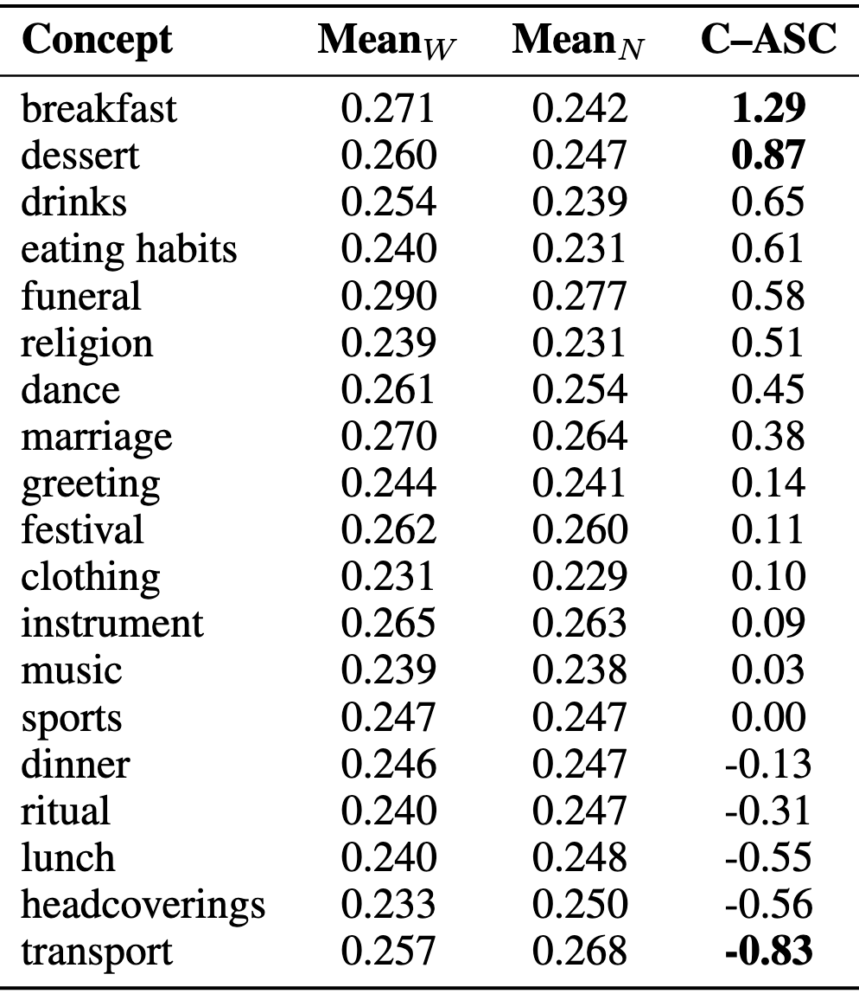 Concept Mean_W Mean_N C–ASC
breakfast 0.271 0.242 1.29
dessert 0.260 0.247 0.87
drinks 0.254 0.239 0.65
eating habits 0.240 0.231 0.61
funeral 0.290 0.277 0.58
religion 0.239 0.231 0.51
dance 0.261 0.254 0.45
marriage 0.270 0.264 0.38
greeting 0.244 0.241 0.14
festival 0.262 0.260 0.11
clothing 0.231 0.229 0.10
instrument 0.265 0.263 0.09
music 0.239 0.238 0.03
sports 0.247 0.247 0.00
dinner 0.246 0.247 -0.13
ritual 0.240 0.247 -0.31
lunch 0.240 0.248 -0.55
headcoverings 0.233 0.250 -0.56
transport 0.257 0.268 -0.83